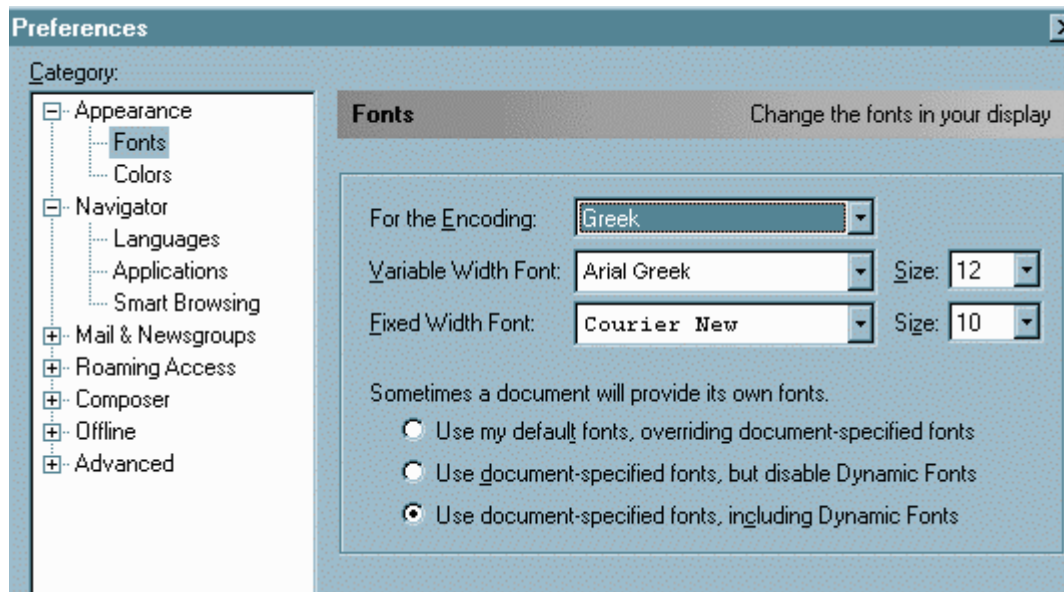 Preferences
Category:
Appearance
Fonts
Colors
Navigator
Languages
Applications
Smart Browsing
Mail & Newsgroups
Roaming Access
Composer
Offline
Advanced
Fonts Change the fonts in your display
For the Encoding: Greek
Variable Width Font: Arial Greek Size: 12
Fixed Width Font: Courier New Size: 10
Sometimes a document will provide its own fonts.
Use my default fonts, overriding document-specified fonts
Use document-specified fonts, but disable Dynamic Fonts
Use document-specified fonts, including Dynamic Fonts